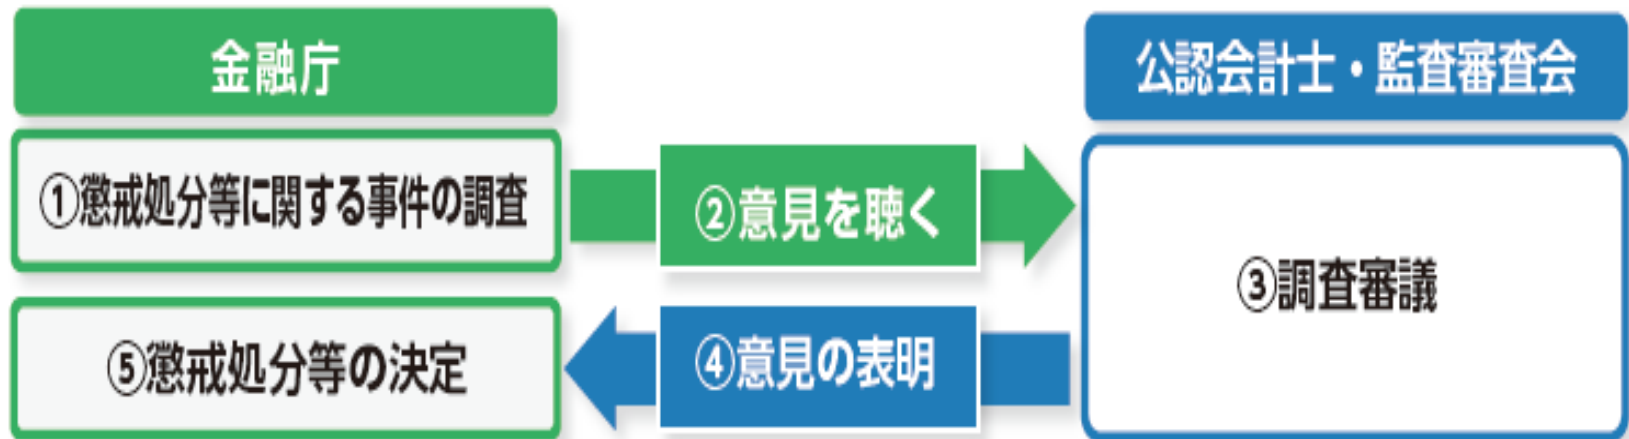 金融庁
公認会計士・監査審査会
①懲戒処分等に関する事件の調査
②意見を聴く
③調査審議
④意見の表明
⑤懲戒処分等の決定